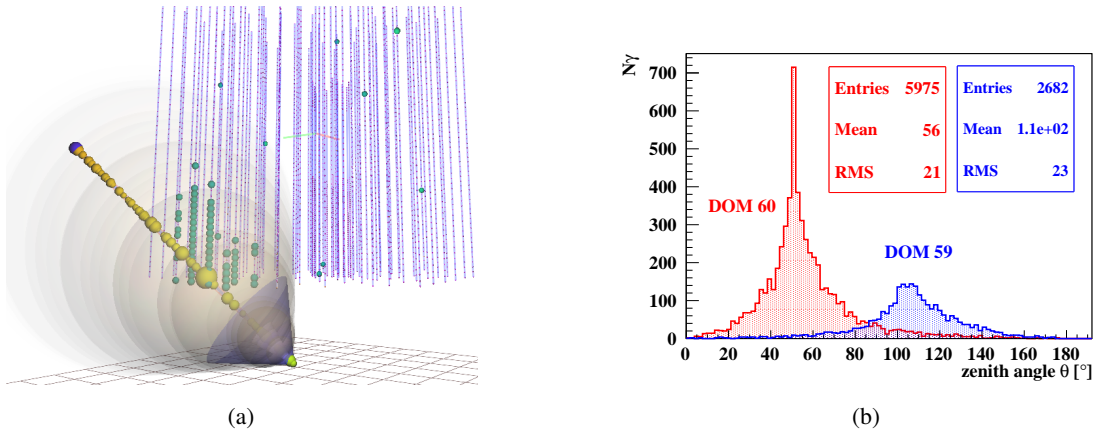 Nγ
700
600
500
400
300
200
100
0
Entries 5975
Mean 56
RMS 21
Entries 2682
Mean 1.1e+02
RMS 23
DOM 60
DOM 59
0 20 40 60 80 100 120 140 160 180
zenith angle θ [°]
(a)
(b)